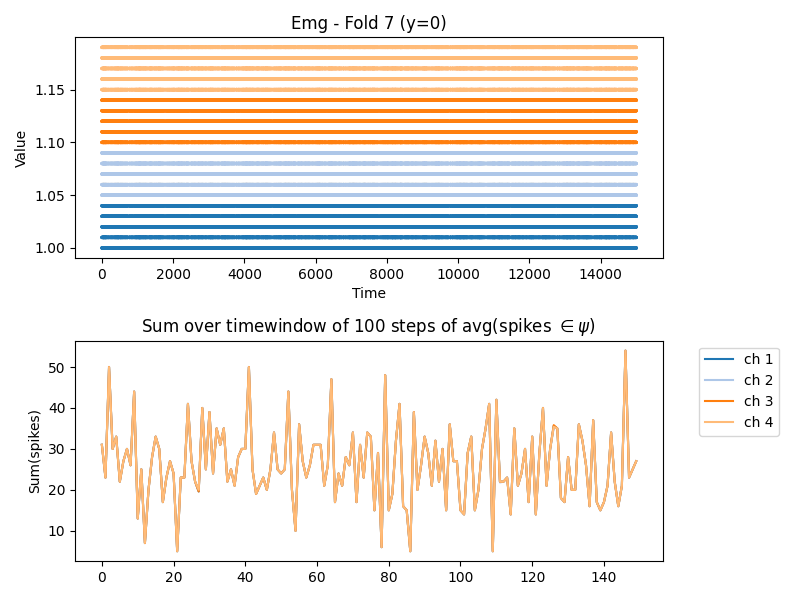 Emg - Fold 7 (y=0)
Value
1.15
1.10
1.05
1.00
0 2000 4000 6000 8000 10000 12000 14000
Time
Sum over timewindow of 100 steps of avg(spikes ∈ψ)
Sum(spikes)
50
40
30
20
10
0 20 40 60 80 100 120 140
ch 1
ch 2
ch 3
ch 4